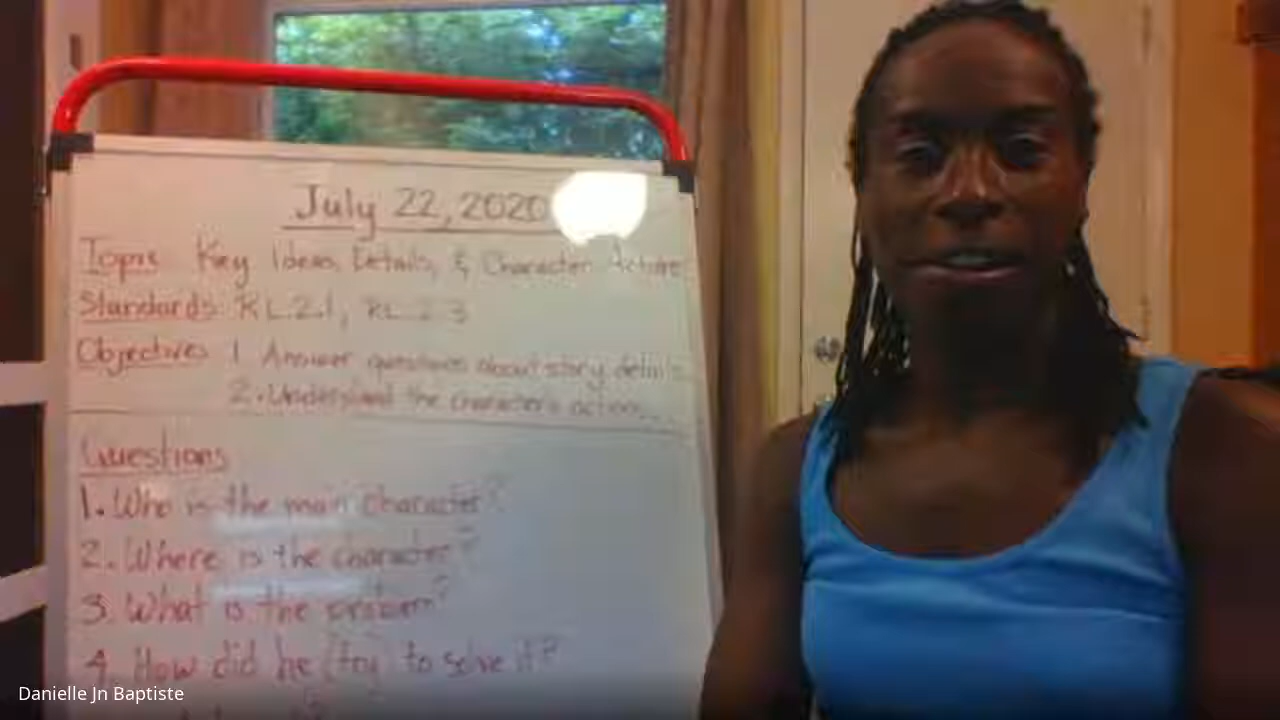 July 22, 2020
Topic Key Ideas, Details, & Character Actions
Standards: RL.2.1, RL.2.3
Objectives 1 Answer questions about story details
2. Understand the character's actions
Questions
1. Who is the main character?
2. Where is the character?
3. What is the problem?
4. How did he (try) to solve it?
Danielle Jn Baptiste